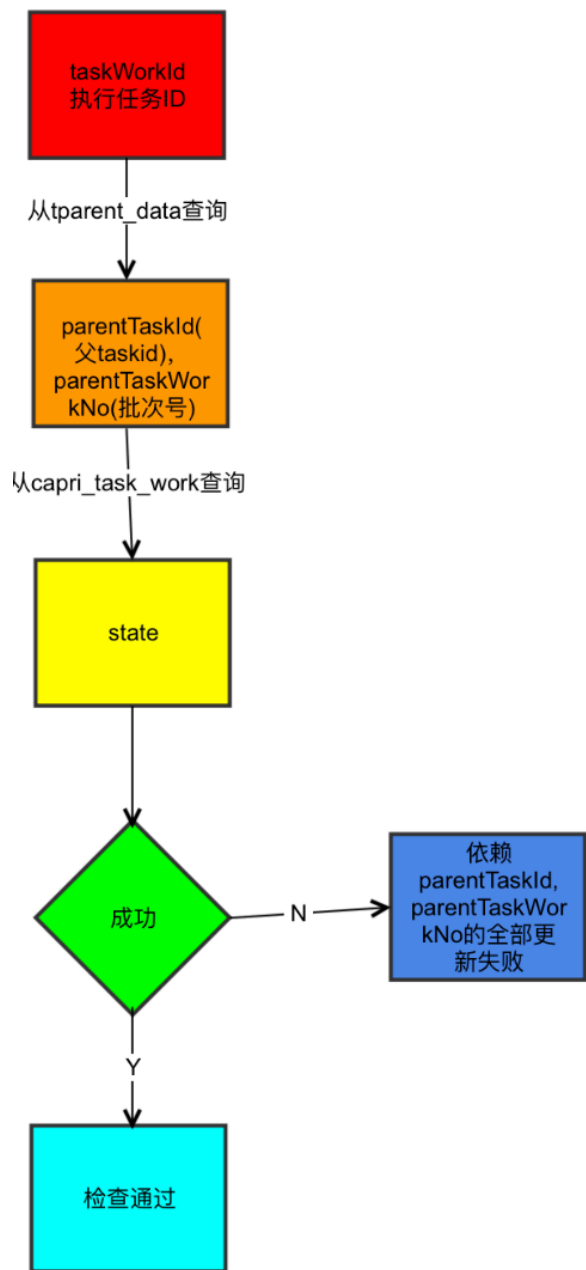 taskWorkId
执行任务ID
从tparent_data查询
parentTaskId(
父taskid),
parentTaskWor
kNo(批次号)
从capri_task_work查询
state
成功
N
依赖
parentTaskId,
parentTaskWor
kNo的全部更
新失败
Y
检查通过